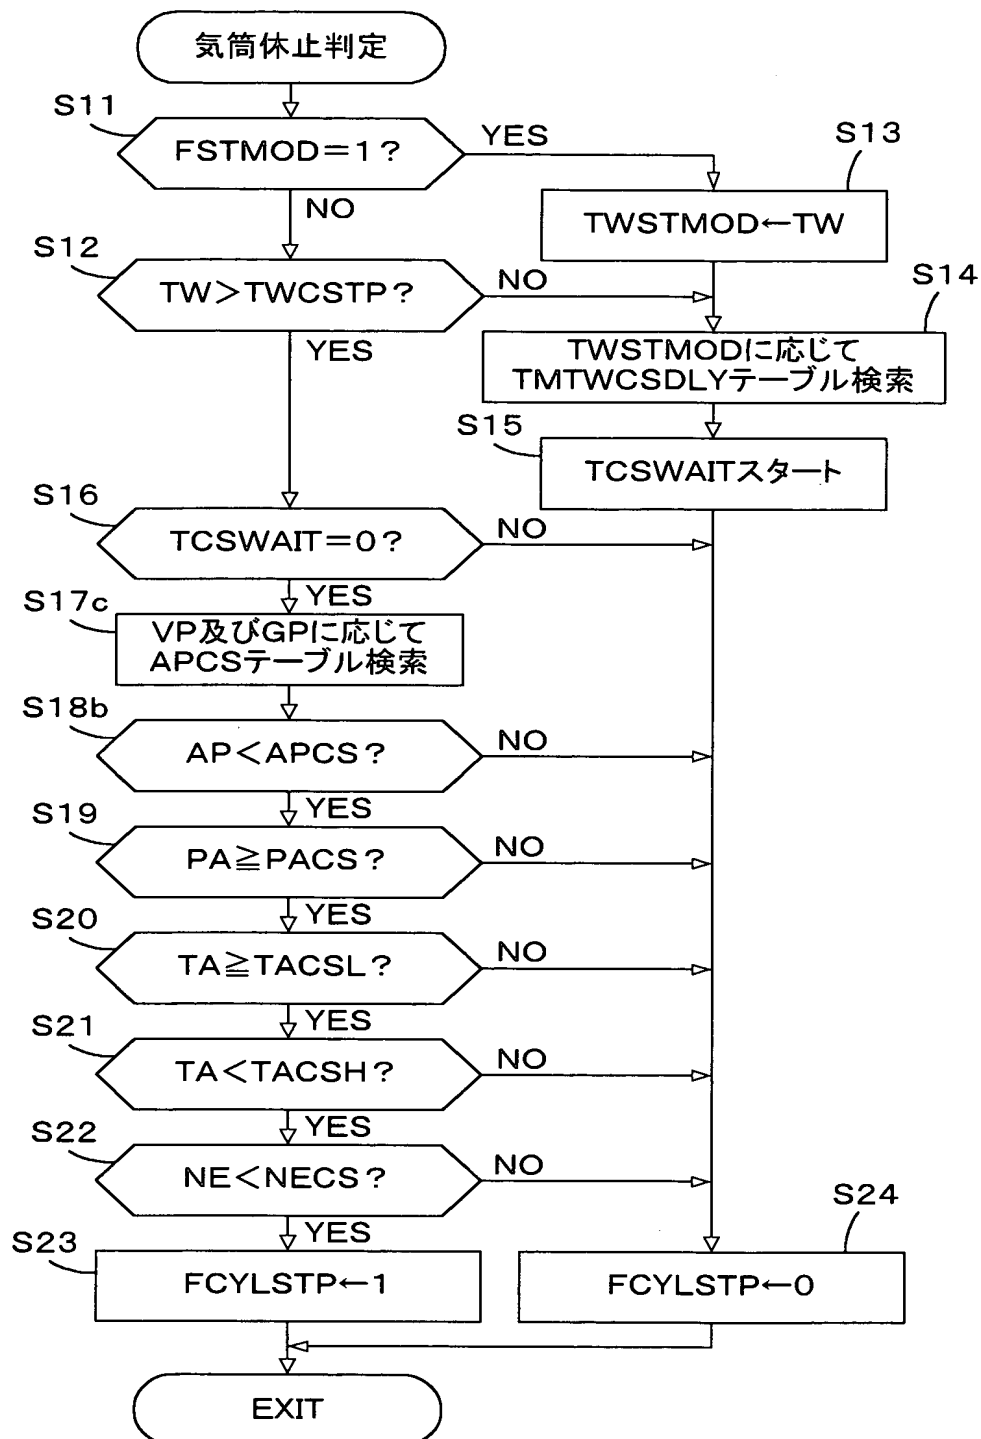 気筒休止判定
S11
FSTMOD=1?
YES
NO
S13
TWSTMOD←TW
S12
TW>TWCSTP?
NO
YES
S14
TWSTMODに応じて
TMTWCSDLYテーブル検索
S15
TCSWAITスタート
S16
TCSWAIT=0?
NO
YES
S17c
VP及びGPに応じて
APCSテーブル検索
S18b
AP<APCS?
NO
YES
S19
PA≧PACS?
NO
YES
S20
TA≧TACSL?
NO
YES
S21
TA<TACSH?
NO
YES
S22
NE<NECS?
NO
YES
S23
FCYLSTP←1
S24
FCYLSTP←0
EXIT